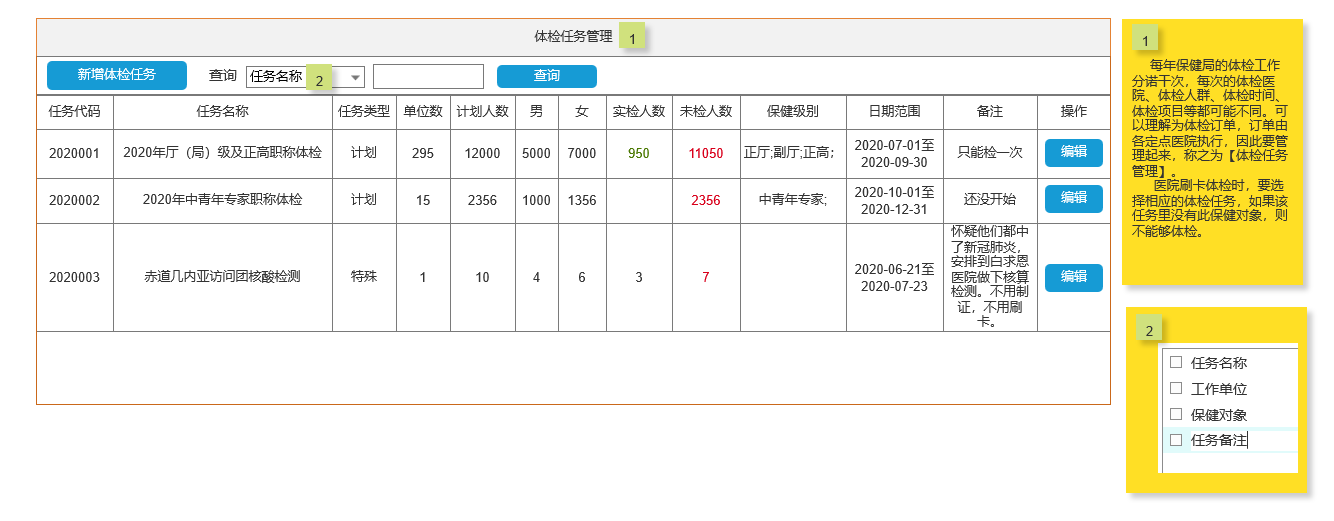 体检任务管理 1
新增体检任务 查询 任务名称 2 查询
任务代码 任务名称 任务类型 单位数 计划人数 男 女 实检人数 未检人数 保健级别 日期范围 备注 操作
2020001 2020年厅（局）级及正高职称体检 计划 295 12000 5000 7000 950 11050 正厅;副厅;正高; 2020-07-01至 只能检一次 编辑
2020-09-30
2020002 2020年中青年专家职称体检 计划 15 2356 1000 1356 2356 中青年专家; 2020-10-01至 还没开始 编辑
2020-12-31
2020003 赤道几内亚访问团核酸检测 特殊 1 10 4 6 3 7 2020-06-21至
2020-07-23
怀疑他们都中
了新冠肺炎，
安排到白求恩
医院做下核算
检测。不用制
证，不用刷
卡。
编辑
1
每年保健局的体检工作
分诺干次，每次的体检医
院、体检人群、体检时间、
体检项目等都可能不同。可
以理解为体检订单，订单由
各定点医院执行，因此要管
理起来，称之为【体检任务
管理】。
医院刷卡体检时，要选
择相应的体检任务，如果该
任务里没有此保健对象，则
不能够体检。
2
任务名称
工作单位
保健对象
任务备注